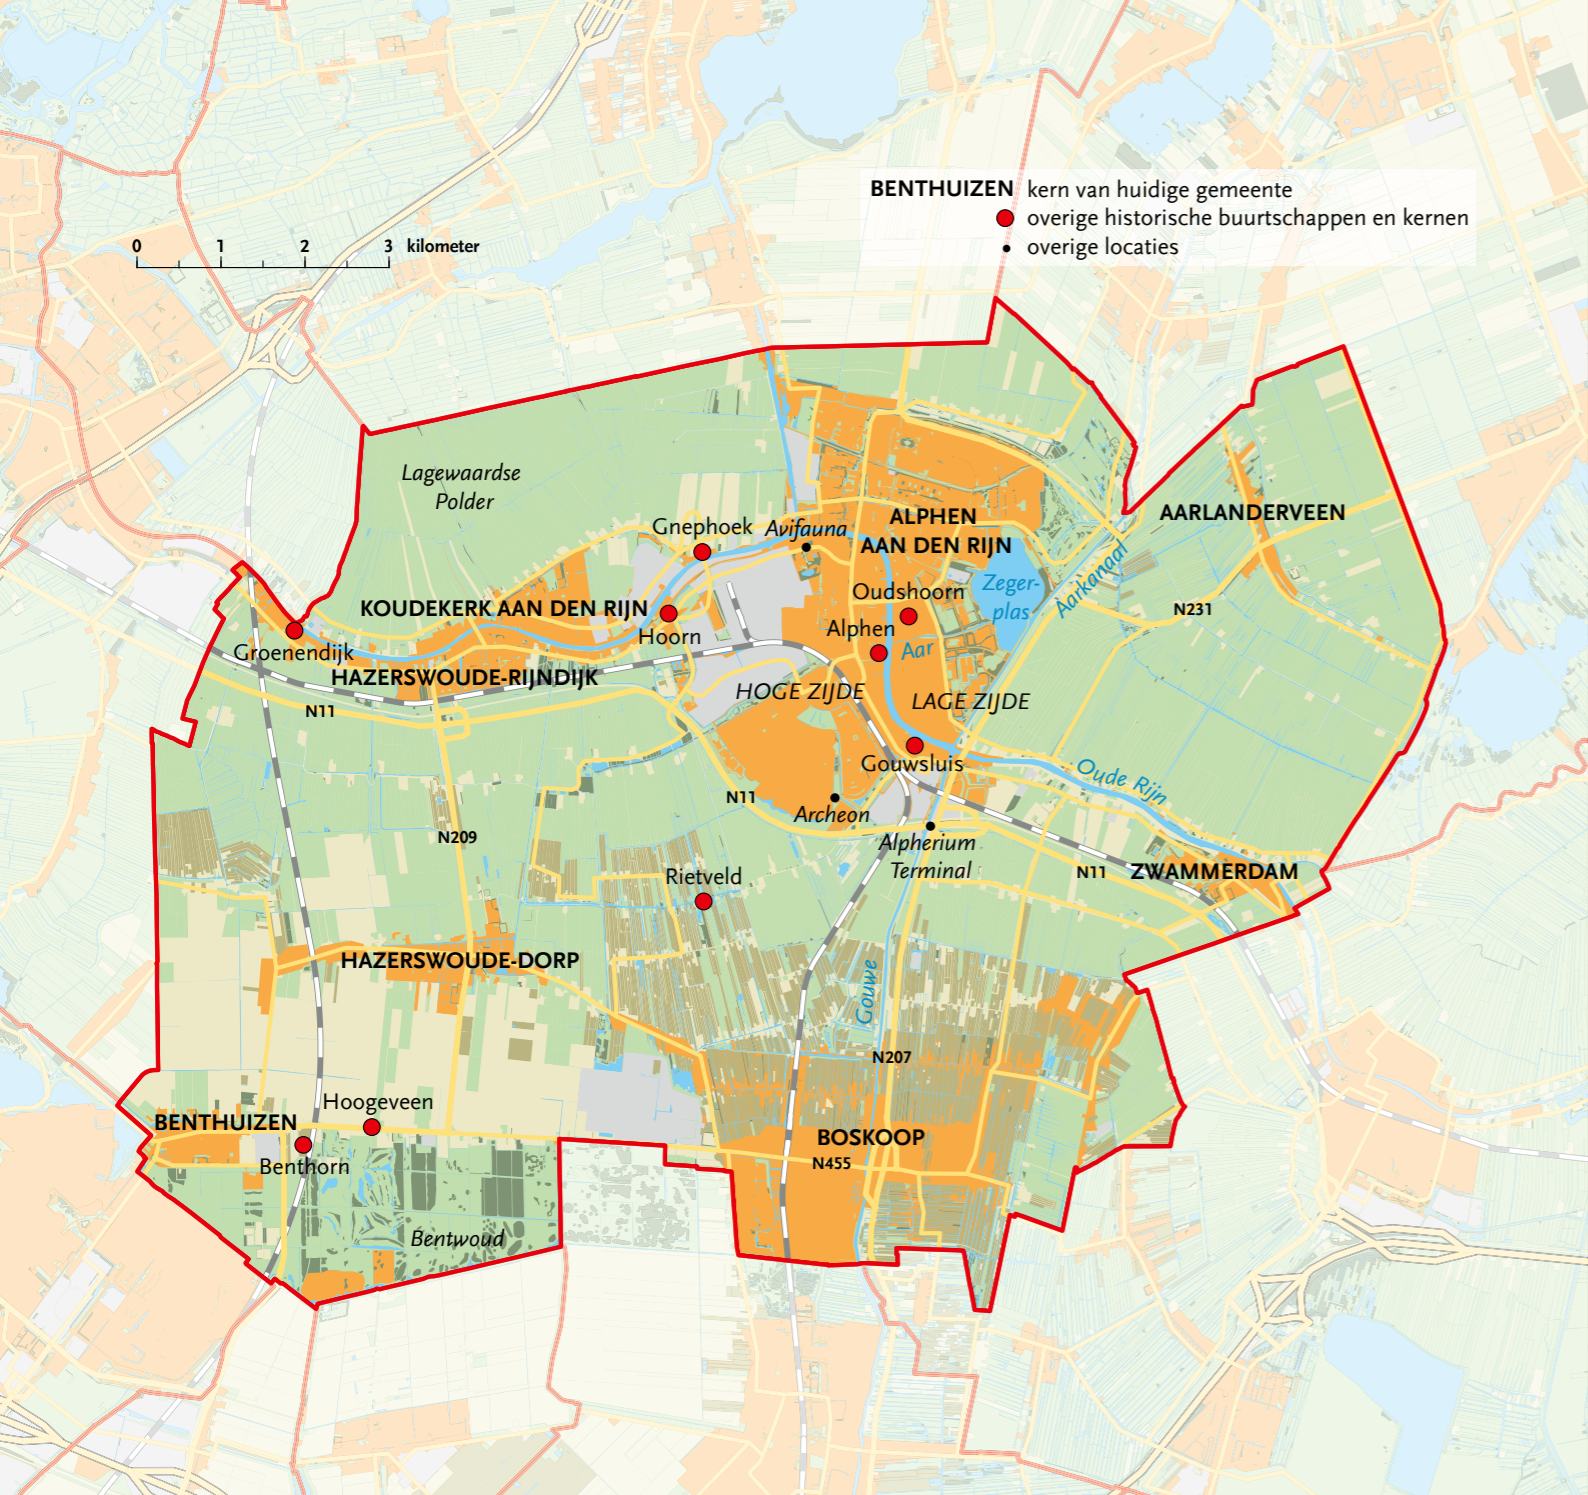 BENTHUIZEN kern van huidige gemeente
overige historische buurtschappen en kernen
overige locaties
0 1 2 3 kilometer
Lagewaardse
Polder
Gnephoek
Avifauna
ALPHEN
AAN DEN RIJN
AARLANDERVEEN
Aarkanaal
Zeger-
plas
Oudshoorn
N231
KOUDEKERK AAN DEN RIJN
Hoorn
Alphen
Aar
Groenendijk
HAZERSWOUDE-RIJNDIJK
HOGE ZIJDE
LAGE ZIJDE
N11
Gouwsluis
Oude Rijn
N11
Archeon
N209
Alpherium
Terminal
N11
ZWAMMERDAM
Rietveld
HAZERSWOUDE-DORP
Gouwe
N207
Hoogeveen
BENTHUIZEN
BOSKOOP
Benthorn
N455
Bentwoud